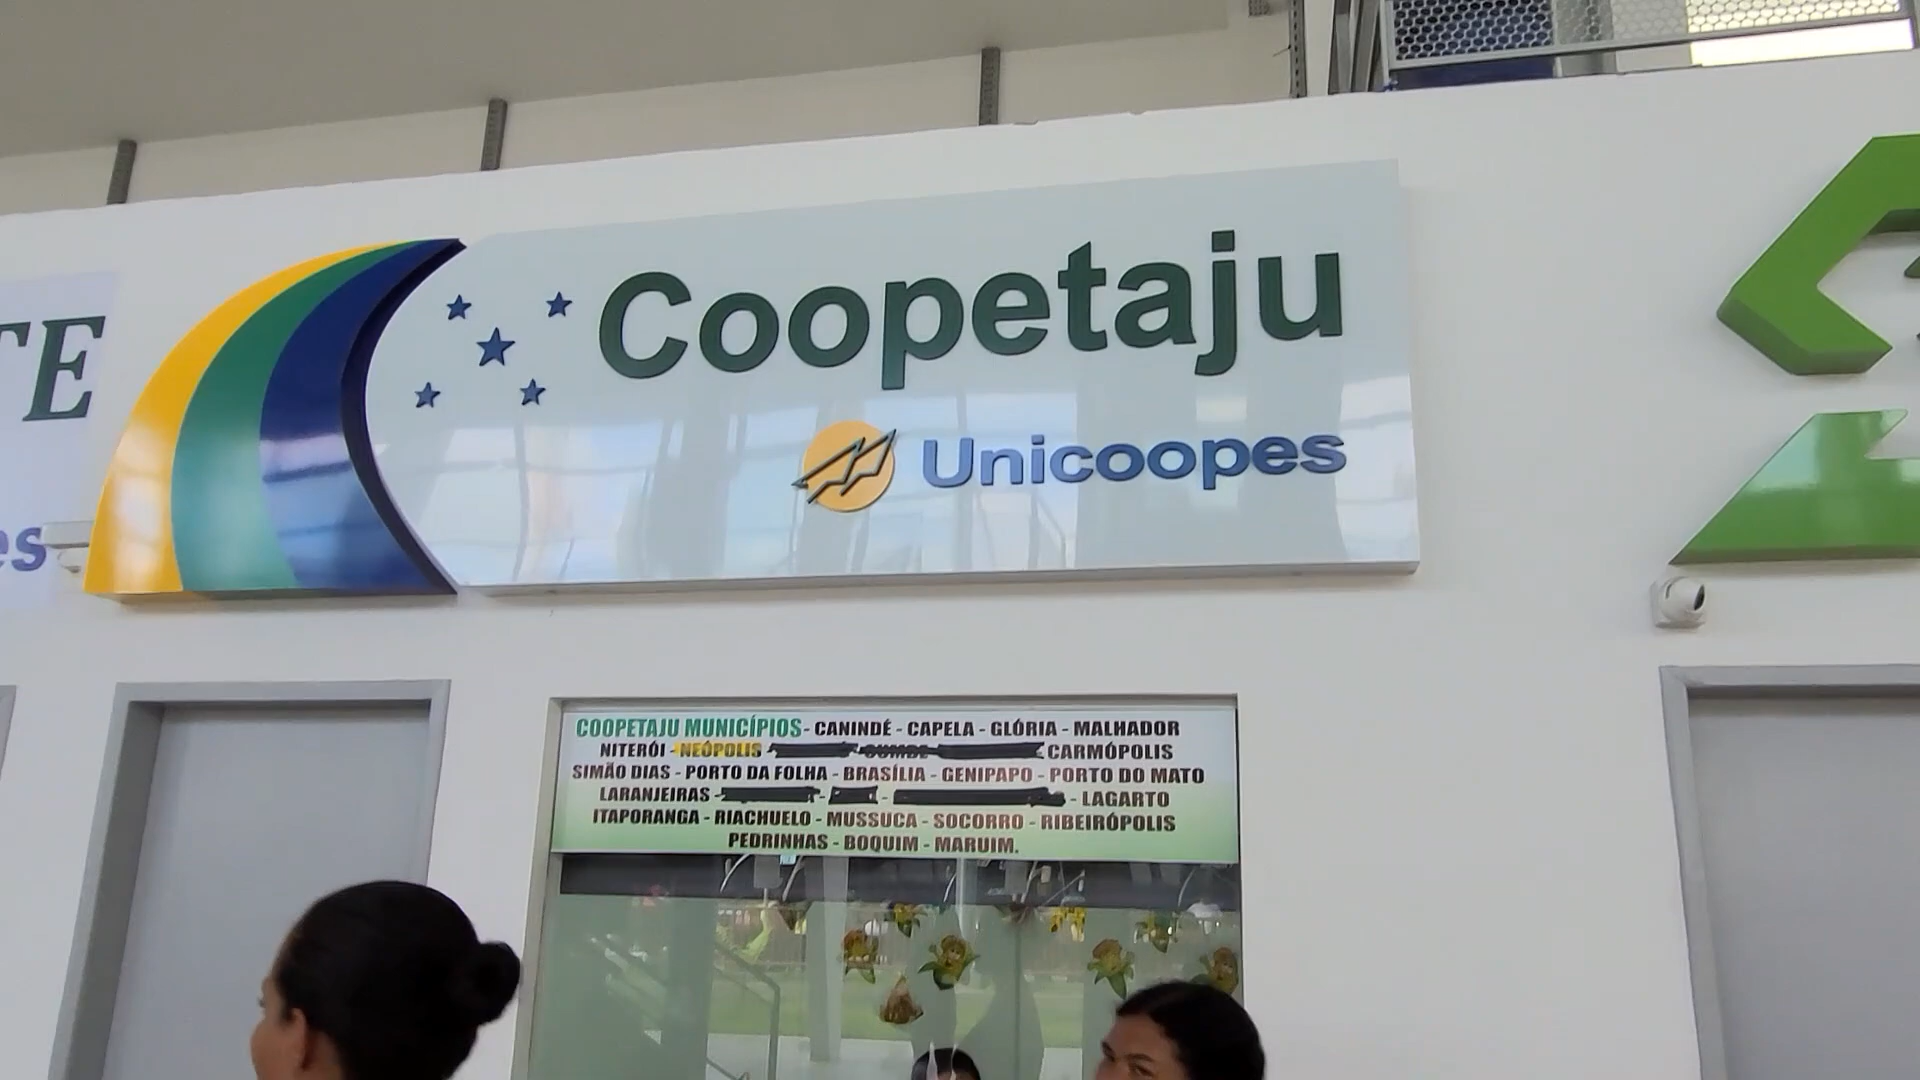 TE
es
Coopetaju
Unicoopes
COOPETAJU MUNICÍPIOS - CANINDÉ - CAPELA - GLÓRIA - MALHADOR
NITERÓI - NEÓPOLIS - CARMÓPOLIS
SIMÃO DIAS - PORTO DA FOLHA - BRASÍLIA - GENIPAPO - PORTO DO MATO
LARANJEIRAS - - - LAGARTO
ITAPORANGA - RIACHUELO - MUSSUCA - SOCORRO - RIBEIRÓPOLIS
PEDRINHAS - BOQUIM - MARUIM.